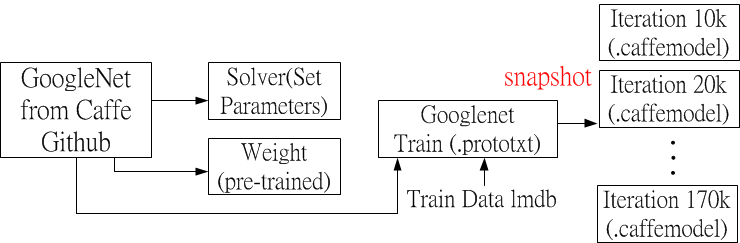 GoogleNet
from Caffe
Github
Solver(Set
Parameters)
Weight
(pre-trained)
Googlenet
Train (.prototxt)
Train Data lmdb
snapshot
Iteration 10k
(.caffemodel)
Iteration 20k
(.caffemodel)
Iteration 170k
(.caffemodel)